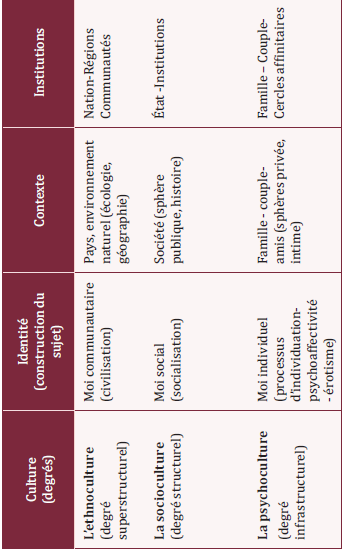 Culture
(degrés)
Identité
(construction du
sujet)
Contexte
Institutions
L'ethnoculture
(degré
superstructurel)
Moi communautaire
(civilisation)
Pays, environnement
naturel (écologie,
géographie)
Nation-Régions
Communautés
La socioculture
(degré structurel)
Moi social
(socialisation)
Société (sphère
publique, histoire)
État -Institutions
La psychoculture
(degré
infrastructurel)
Moi individuel
(processus
d'individuation-
psychoaffectivité
- érotisme)
Famille - couple-
amis (sphères privée,
intime)
Famille – Couple-
Cercles affinitaires